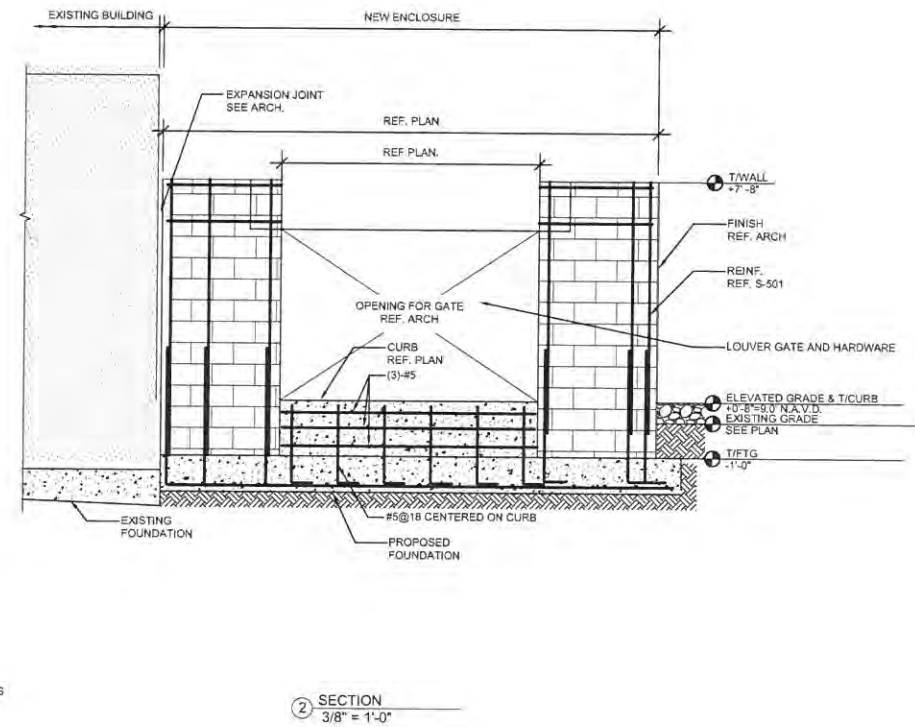 EXISTING BUILDING
NEW ENCLOSURE
EXPANSION JOINT
SEE ARCH.
REF. PLAN
REF PLAN.
T/WALL
+7'-8"
FINISH
REF. ARCH
REINF.
REF. S-501
OPENING FOR GATE
REF. ARCH
CURB
REF. PLAN
(3)-#5
LOUVER GATE AND HARDWARE
ELEVATED GRADE & T/CURB
+0'-8"=9.0' N.A.V.D.
EXISTING GRADE
SEE PLAN
T/FTG
-1'-0"
#5@18 CENTERED ON CURB
EXISTING
FOUNDATION
PROPOSED
FOUNDATION
S
2 SECTION
3/8" = 1'-0"